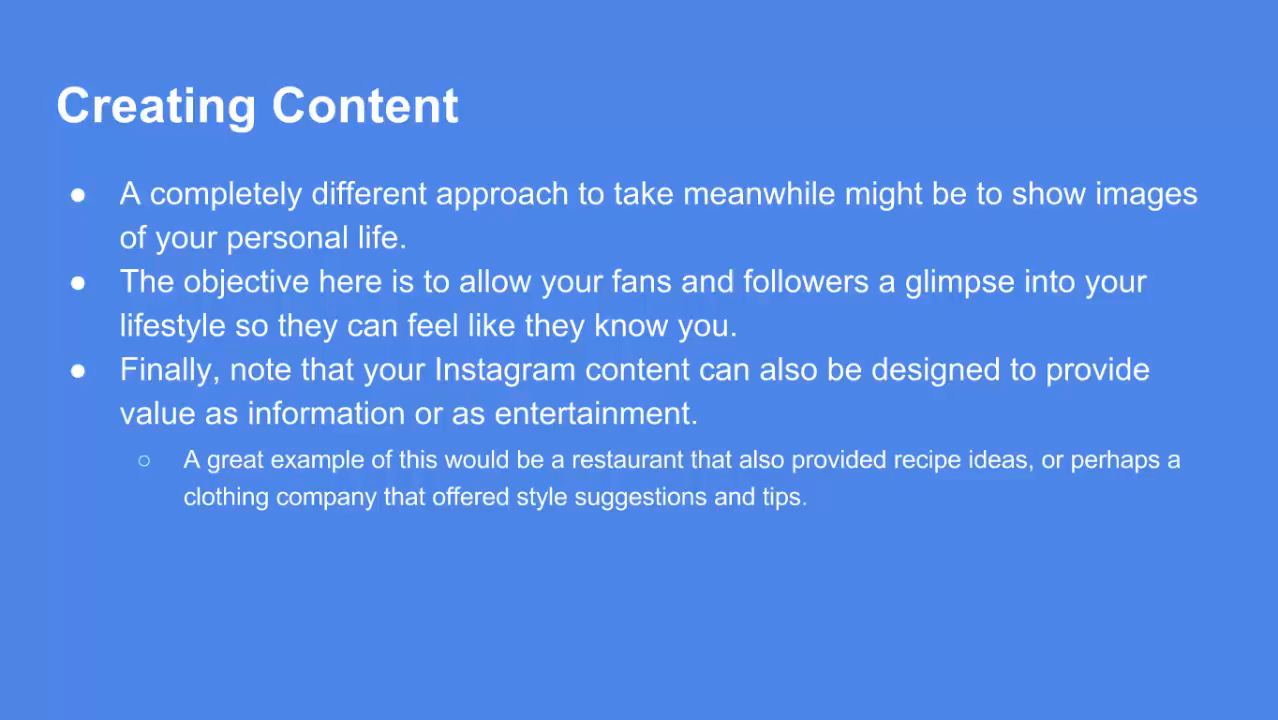 Creating Content
● A completely different approach to take meanwhile might be to show images
of your personal life.
● The objective here is to allow your fans and followers a glimpse into your
lifestyle so they can feel like they know you.
● Finally, note that your Instagram content can also be designed to provide
value as information or as entertainment.
○ A great example of this would be a restaurant that also provided recipe ideas, or perhaps a
clothing company that offered style suggestions and tips.